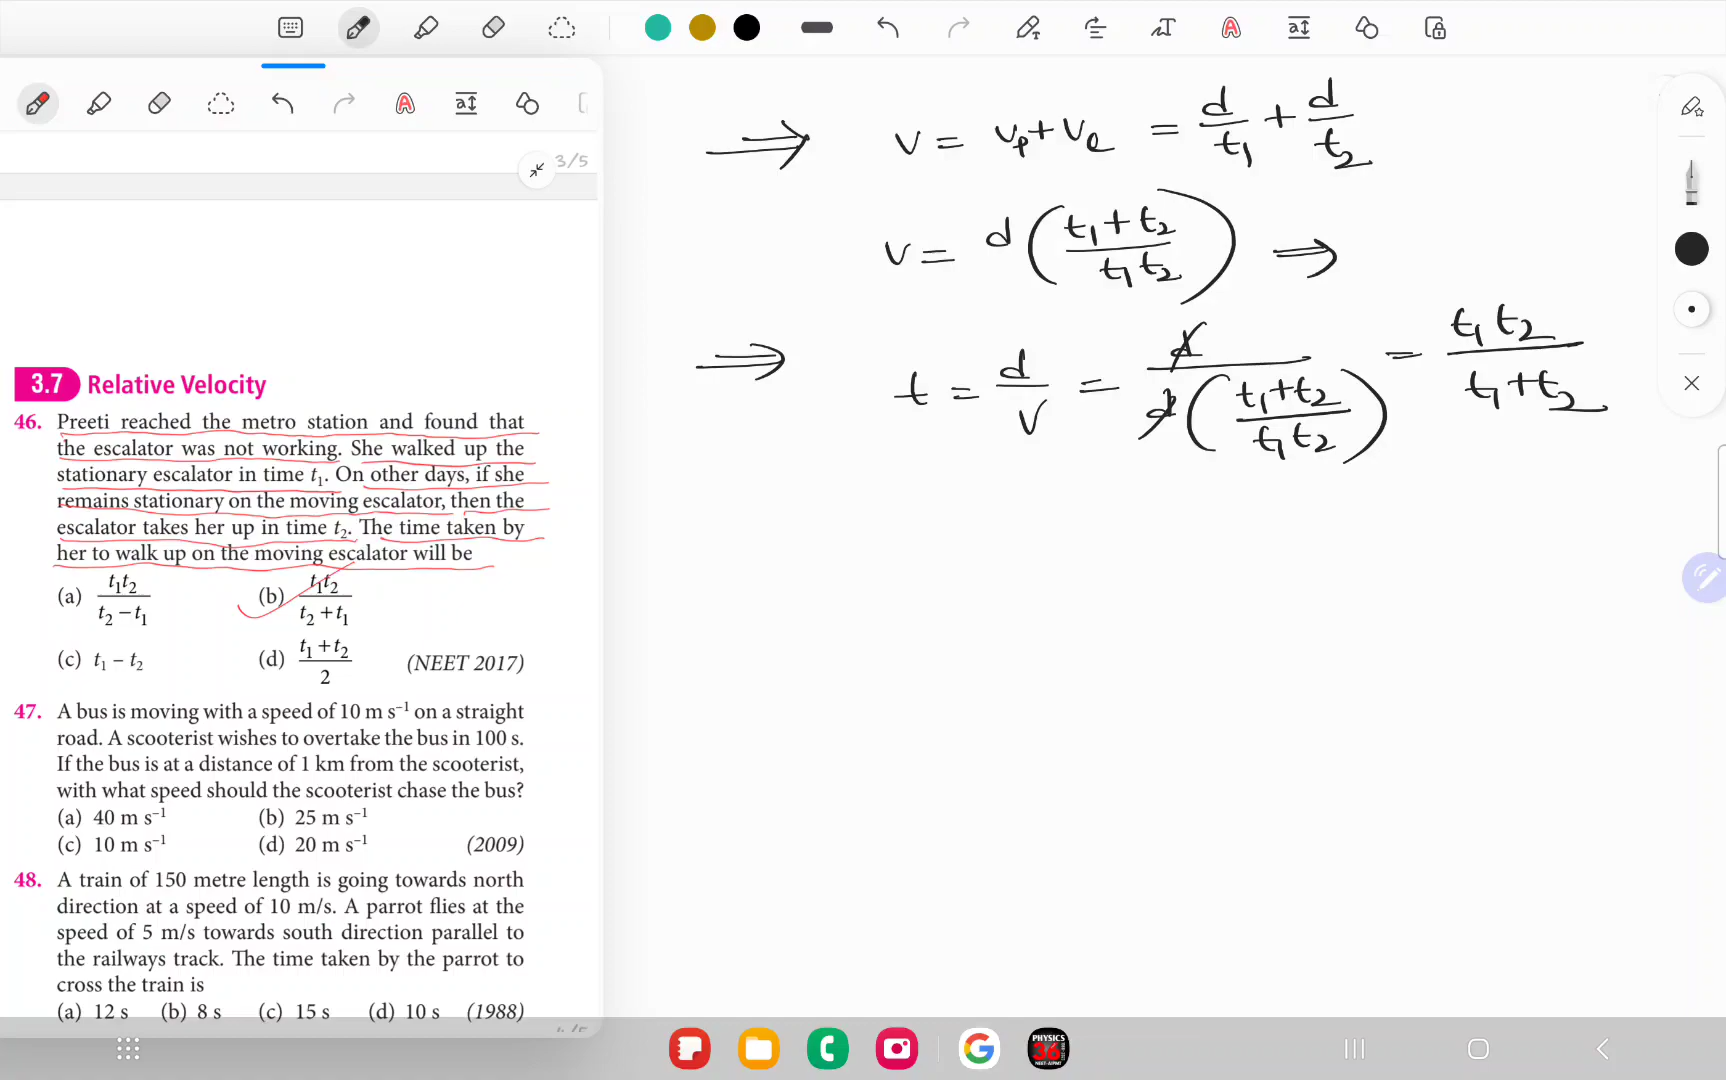 3/5
3.7 Relative Velocity
46. Preeti reached the metro station and found that
the escalator was not working. She walked up the
stationary escalator in time t₁. On other days, if she
remains stationary on the moving escalator, then the
escalator takes her up in time t₂. The time taken by
her to walk up on the moving escalator will be
(a) t₁t₂ / (t₂ − t₁) (b) t₁t₂ / (t₂ + t₁)
(c) t₁ − t₂ (d) (t₁ + t₂) / 2 (NEET 2017)
47. A bus is moving with a speed of 10 m s⁻¹ on a straight
road. A scooterist wishes to overtake the bus in 100 s.
If the bus is at a distance of 1 km from the scooterist,
with what speed should the scooterist chase the bus?
(a) 40 m s⁻¹ (b) 25 m s⁻¹
(c) 10 m s⁻¹ (d) 20 m s⁻¹ (2009)
48. A train of 150 metre length is going towards north
direction at a speed of 10 m/s. A parrot flies at the
speed of 5 m/s towards south direction parallel to
the railways track. The time taken by the parrot to
cross the train is
(a) 12 s (b) 8 s (c) 15 s (d) 10 s (1988)
⇒ v = vₚ + vₑ = d/t₁ + d/t₂
v = d((t₁ + t₂)/(t₁t₂)) ⇒
⇒ t = d/v = d / (d((t₁ + t₂)/(t₁t₂))) = t₁t₂ / (t₁ + t₂)
PHYSICS
36